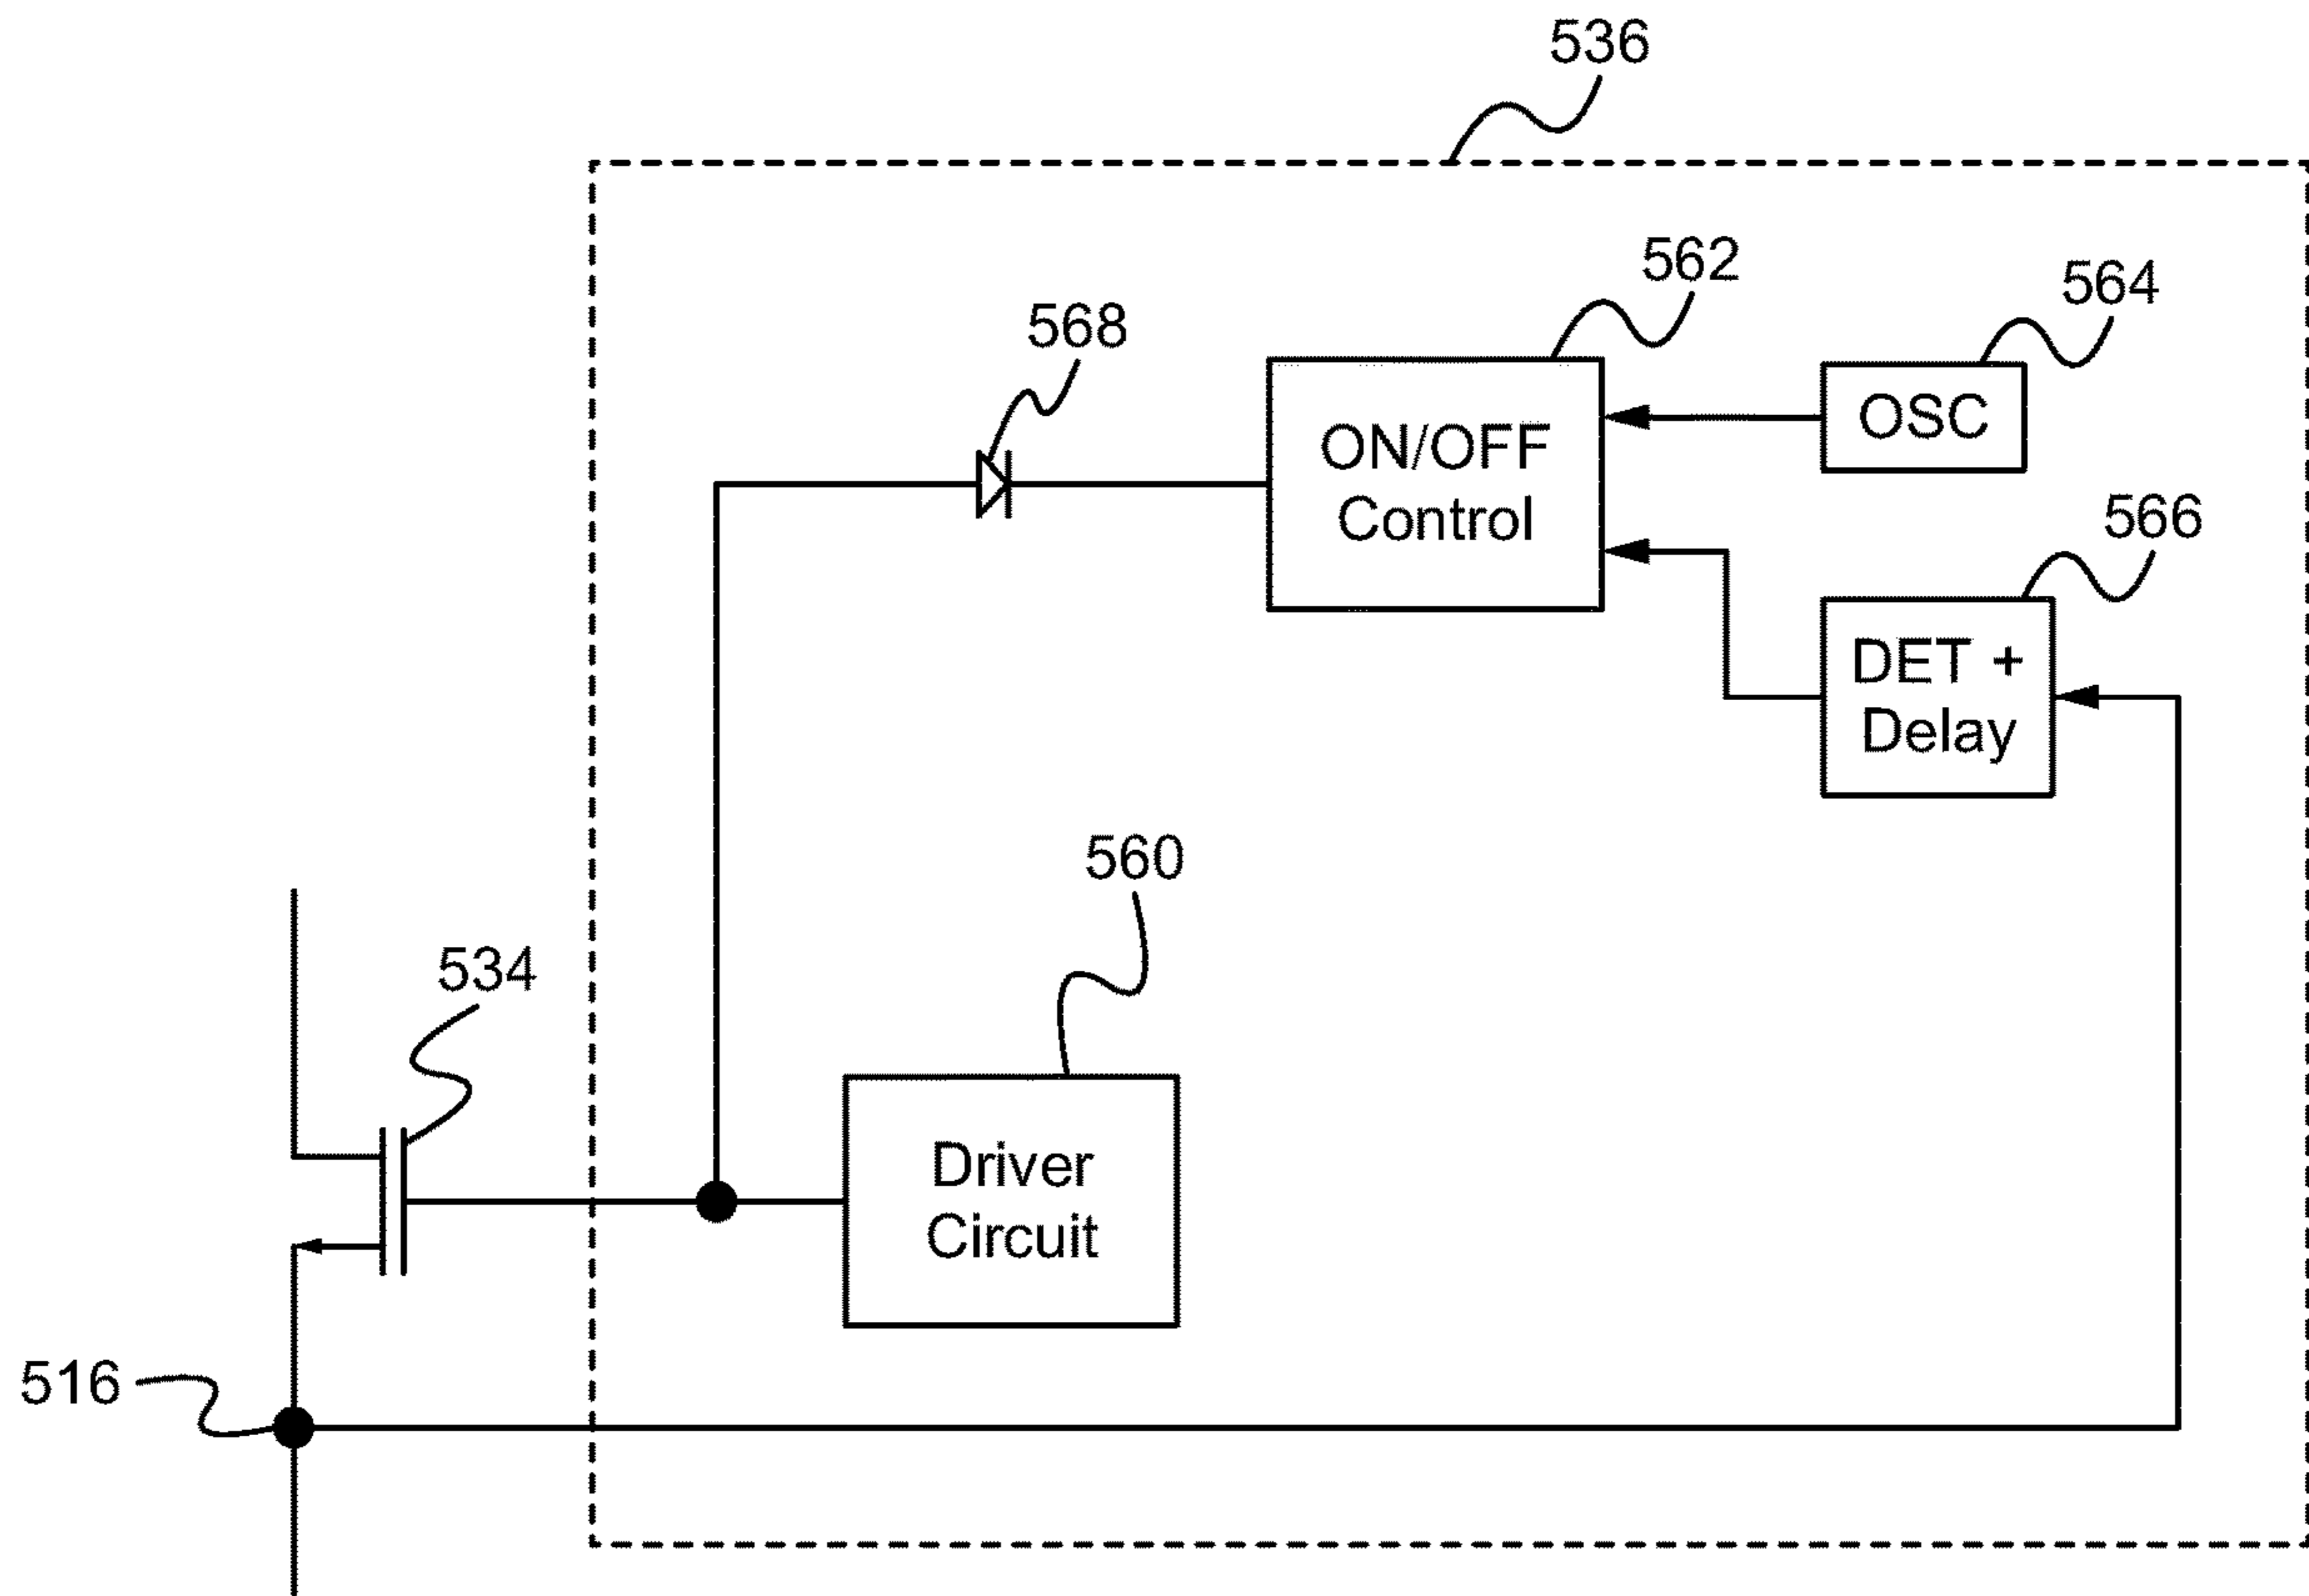 536
562
564
568
OSC
ON/OFF
Control
566
DET +
Delay
560
534
Driver
Circuit
516